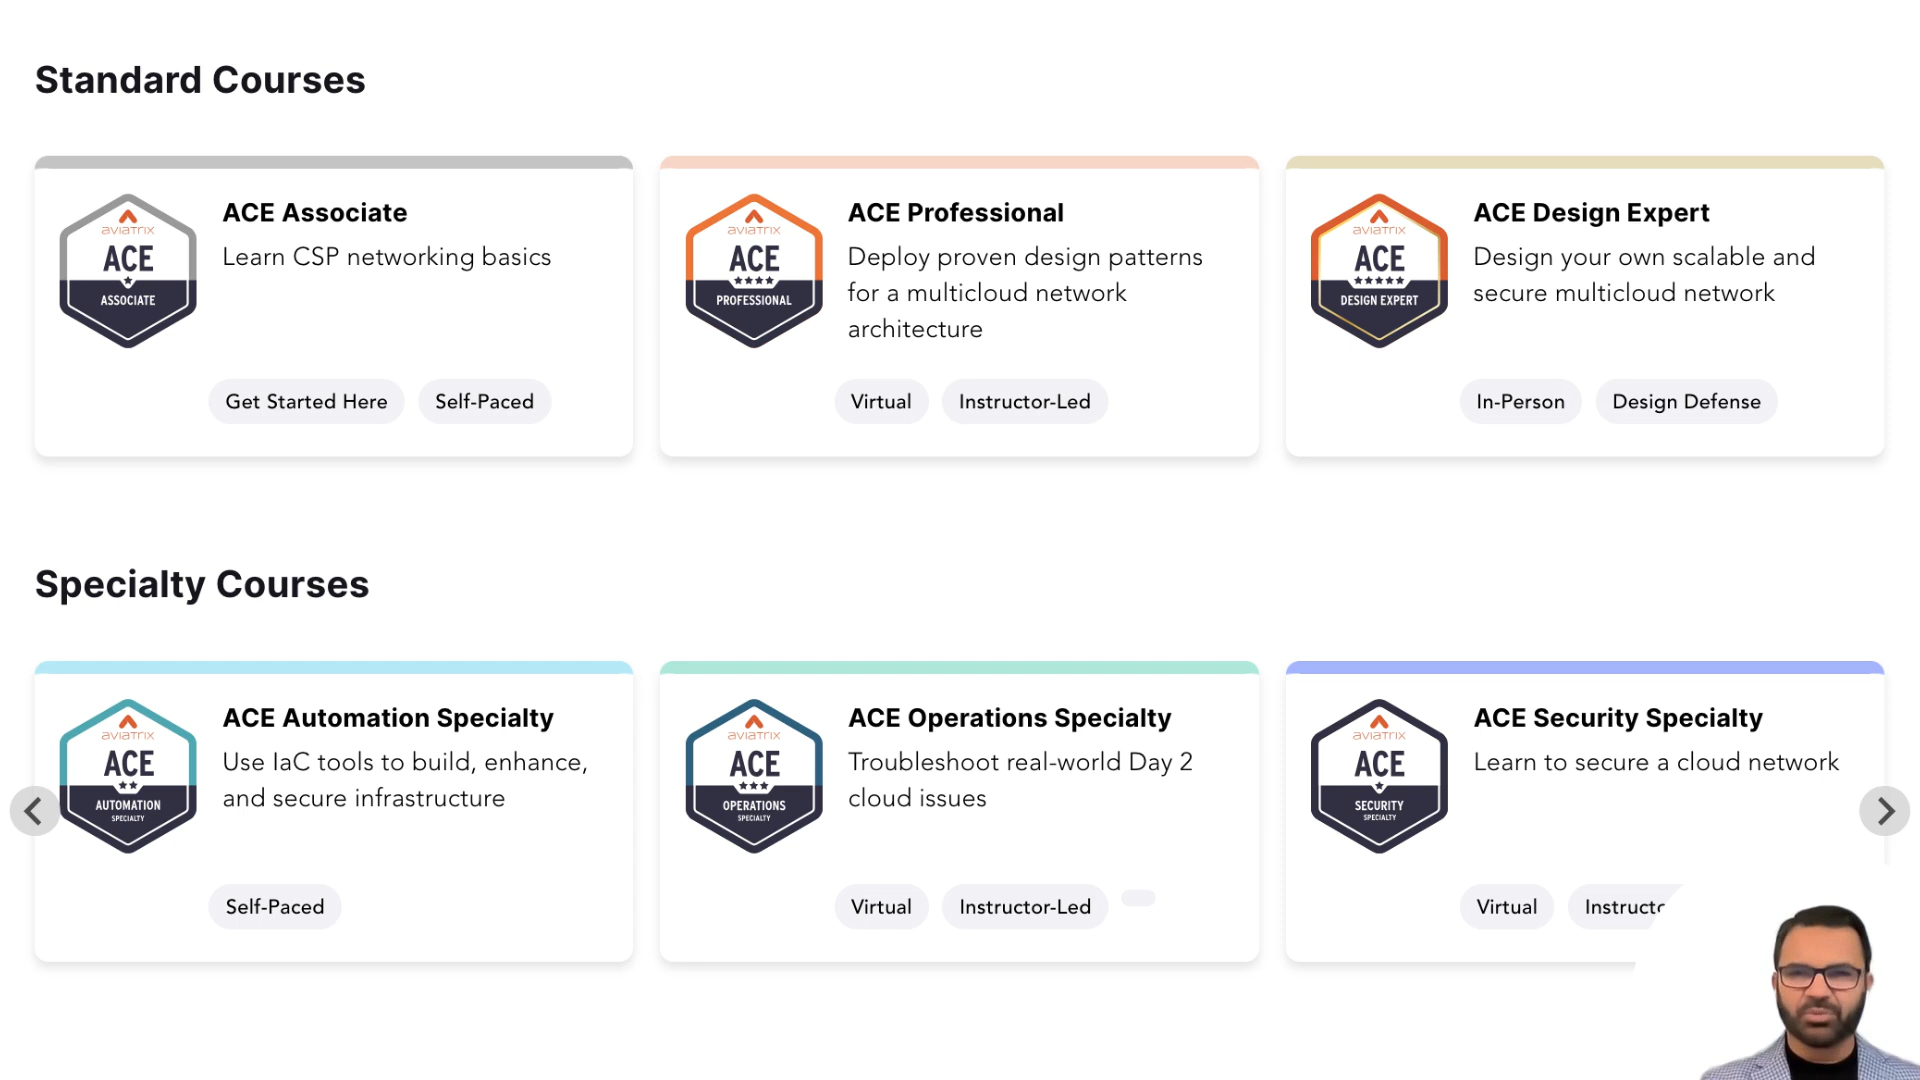 Standard Courses
aviatrix
ACE
ASSOCIATE
ACE Associate
Learn CSP networking basics
Get Started Here
Self-Paced
aviatrix
ACE
PROFESSIONAL
ACE Professional
Deploy proven design patterns
for a multicloud network
architecture
Virtual
Instructor-Led
aviatrix
ACE
DESIGN EXPERT
ACE Design Expert
Design your own scalable and
secure multicloud network
In-Person
Design Defense
Specialty Courses
aviatrix
ACE
AUTOMATION
SPECIALTY
ACE Automation Specialty
Use IaC tools to build, enhance,
and secure infrastructure
Self-Paced
aviatrix
ACE
OPERATIONS
SPECIALTY
ACE Operations Specialty
Troubleshoot real-world Day 2
cloud issues
Virtual
Instructor-Led
aviatrix
ACE
SECURITY
SPECIALTY
ACE Security Specialty
Learn to secure a cloud network
Virtual